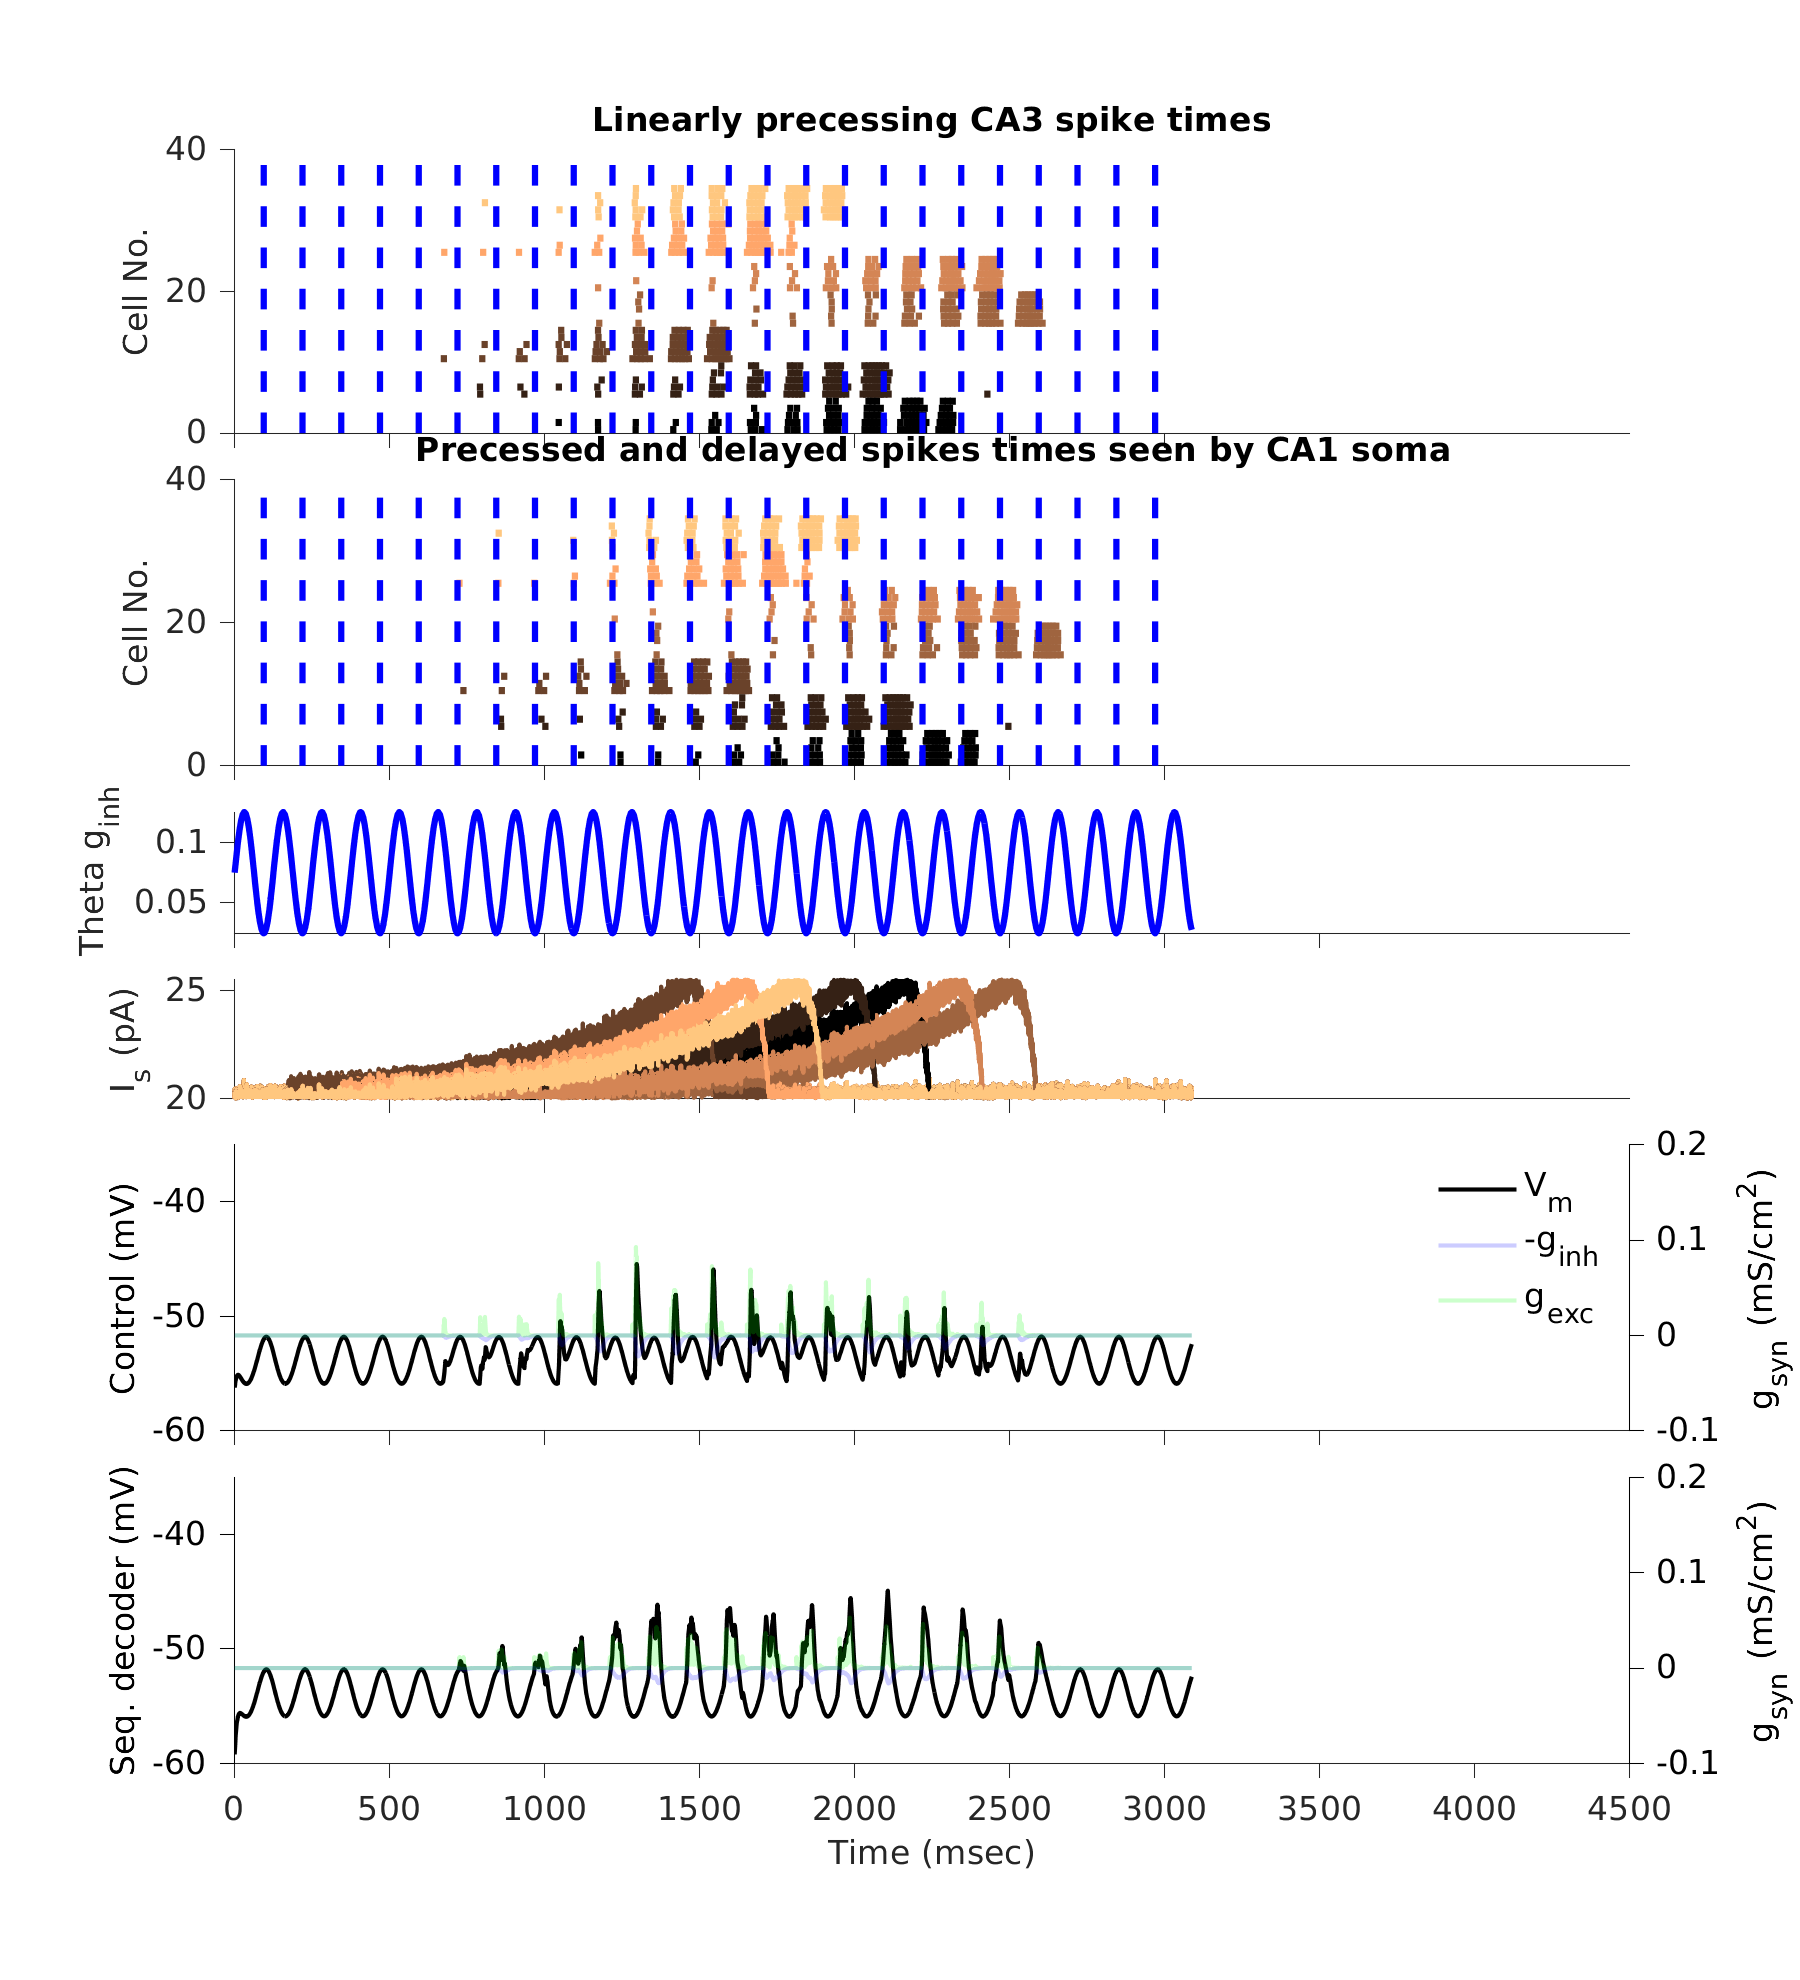 Linearly precessing CA3 spike times
40
20
0
Cell No.
Precessed and delayed spikes times seen by CA1 soma
40
20
0
Cell No.
0.1
0.05
Theta g_inh
25
20
I_s (pA)
-40
-50
-60
Control (mV)
V_m
-g_inh
g_exc
0.2
0.1
0
-0.1
g_syn (mS/cm^2)
-40
-50
-60
Seq. decoder (mV)
0.2
0.1
0
-0.1
g_syn (mS/cm^2)
0 500 1000 1500 2000 2500 3000 3500 4000 4500
Time (msec)